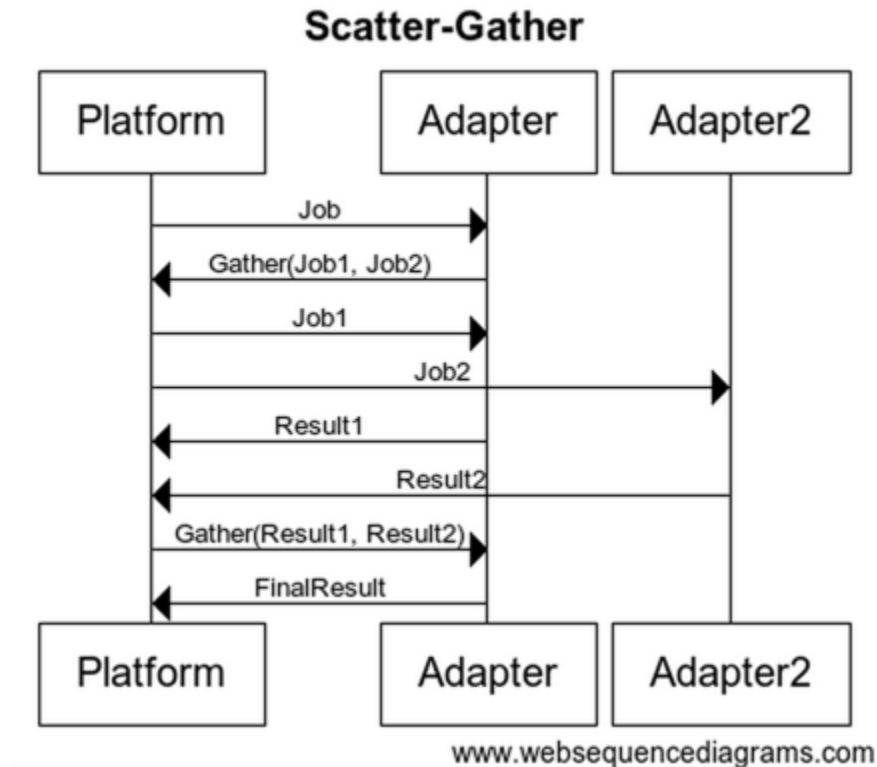 Scatter-Gather
Platform
Adapter
Adapter2
Job
Gather(Job1, Job2)
Job1
Job2
Result1
Result2
Gather(Result1, Result2)
FinalResult
Platform
Adapter
Adapter2
www.websequencediagrams.com